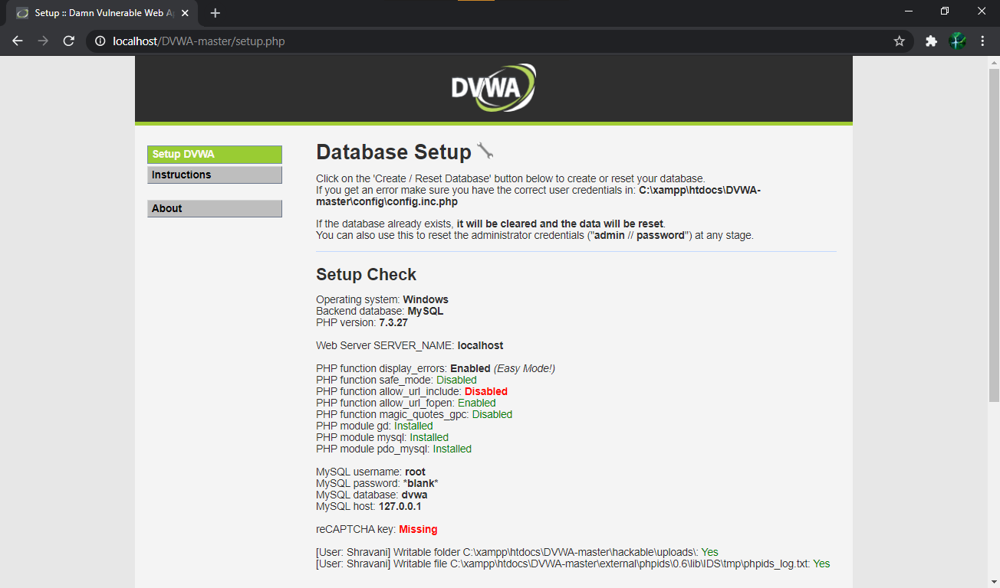 Setup :: Damn Vulnerable Web Ap
localhost/DVWA-master/setup.php
DVWA
Setup DVWA
Instructions
About
Database Setup
Click on the 'Create / Reset Database' button below to create or reset your database.
If you get an error make sure you have the correct user credentials in: C:\xampp\htdocs\DVWA-
master\config\config.inc.php
If the database already exists, it will be cleared and the data will be reset.
You can also use this to reset the administrator credentials ("admin // password") at any stage.
Setup Check
Operating system: Windows
Backend database: MySQL
PHP version: 7.3.27
Web Server SERVER_NAME: localhost
PHP function display_errors: Enabled (Easy Mode!)
PHP function safe_mode: Disabled
PHP function allow_url_include: Disabled
PHP function allow_url_fopen: Enabled
PHP function magic_quotes_gpc: Disabled
PHP module gd: Installed
PHP module mysql: Installed
PHP module pdo_mysql: Installed
MySQL username: root
MySQL password: *blank*
MySQL database: dvwa
MySQL host: 127.0.0.1
reCAPTCHA key: Missing
[User: Shravani] Writable folder C:\xampp\htdocs\DVWA-master\hackable\uploads\: Yes
[User: Shravani] Writable file C:\xampp\htdocs\DVWA-master\external\phpids\0.6\lib\IDS\tmp\phpids_log.txt: Yes